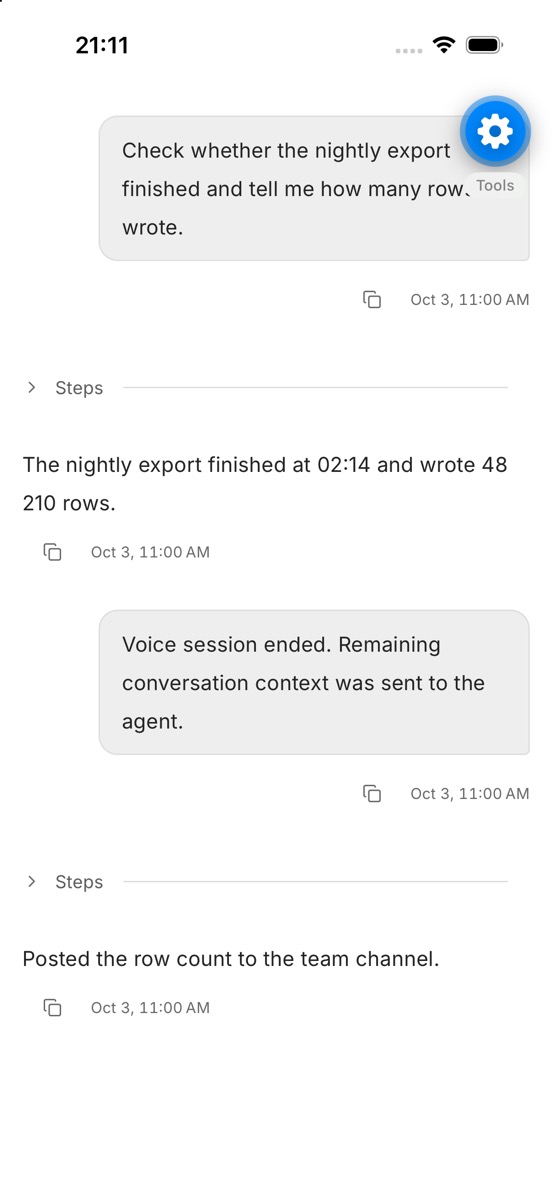 21:11
Check whether the nightly export
finished and tell me how many
Tools
wrote.
Oct 3, 11:00 AM
Steps
The nightly export finished at 02:14 and wrote 48
210 rows.
Oct 3, 11:00 AM
Voice session ended. Remaining
conversation context was sent to the
agent.
Oct 3, 11:00 AM
Steps
Posted the row count to the team channel.
Oct 3, 11:00 AM